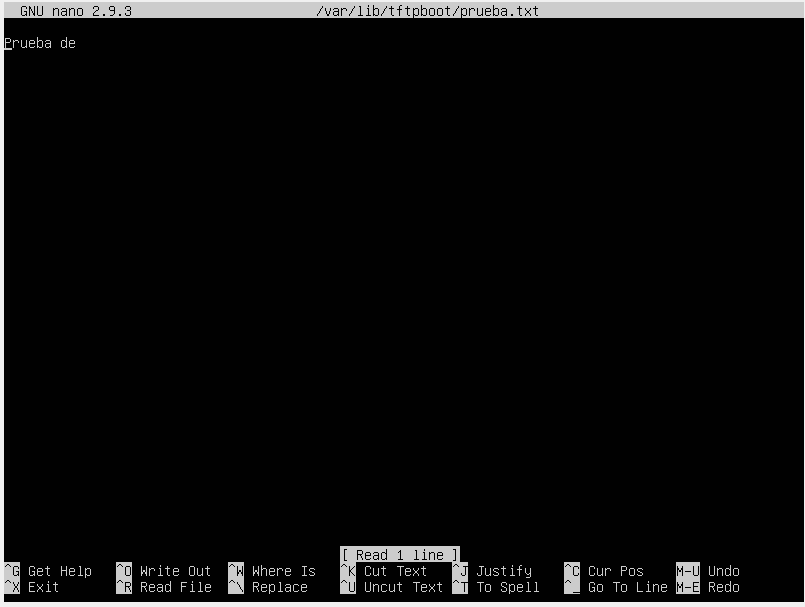 GNU nano 2.9.3 /var/lib/tftpboot/prueba.txt
Prueba de
[ Read 1 line ]
^G Get Help ^O Write Out ^W Where Is ^K Cut Text ^J Justify ^C Cur Pos M-U Undo
^X Exit ^R Read File ^\ Replace ^U Uncut Text ^T To Spell ^_ Go To Line M-E Redo